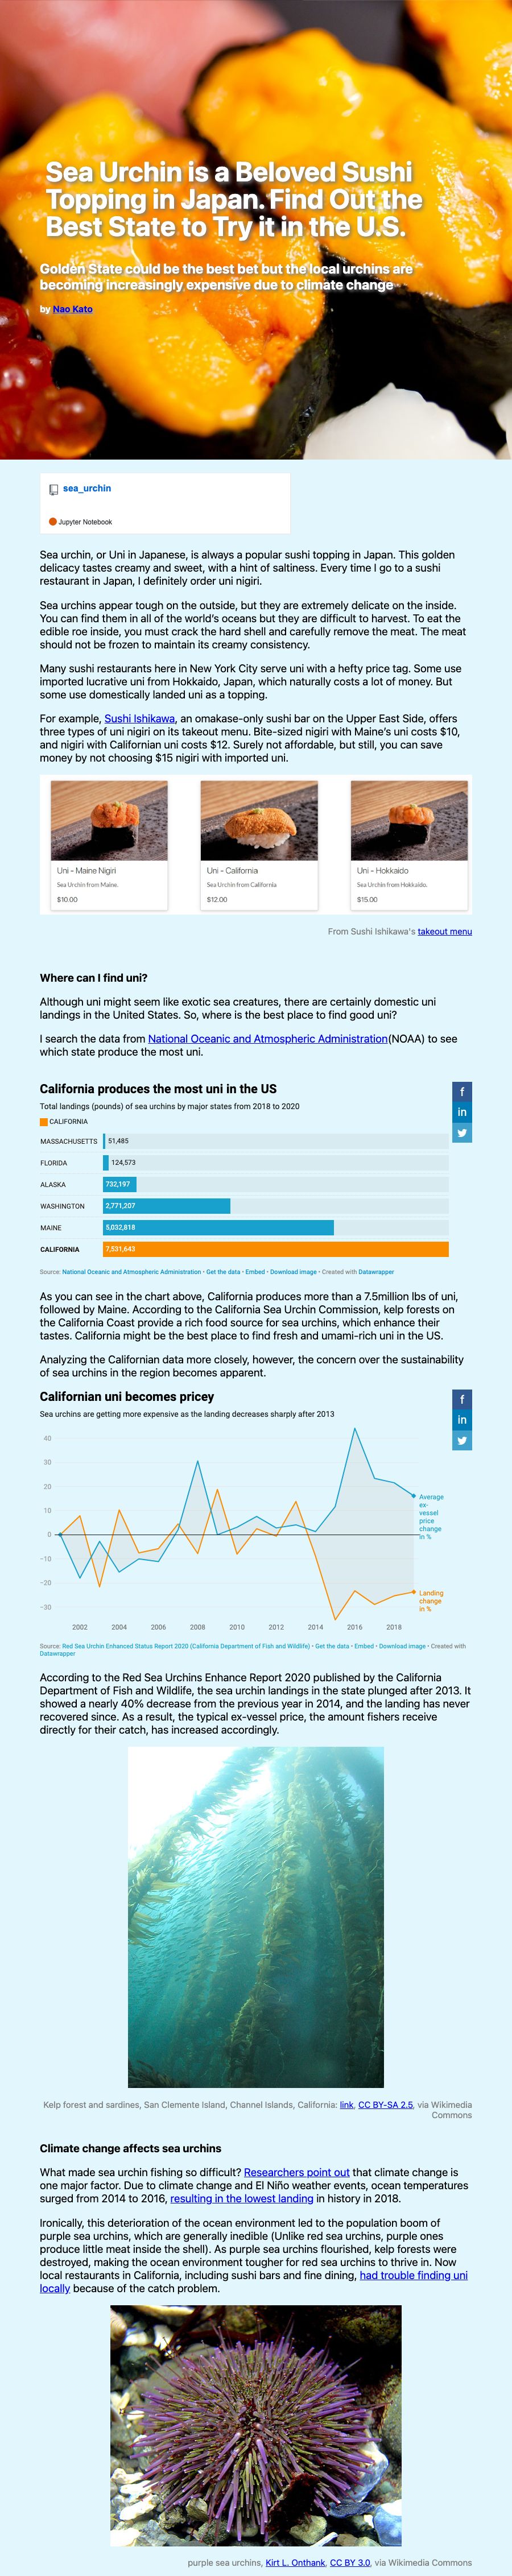 Sea Urchin is a Beloved Sushi
Topping in Japan. Find Out the
Best State to Try it in the U.S.
Golden State could be the best bet but the local urchins are
becoming increasingly expensive due to climate change
by Nao Kato
sea_urchin
Jupyter Notebook
Sea urchin, or Uni in Japanese, is always a popular sushi topping in Japan. This golden
delicacy tastes creamy and sweet, with a hint of saltiness. Every time I go to a sushi
restaurant in Japan, I definitely order uni nigiri.
Sea urchins appear tough on the outside, but they are extremely delicate on the inside.
You can find them in all of the world's oceans but they are difficult to harvest. To eat the
edible roe inside, you must crack the hard shell and carefully remove the meat. The meat
should not be frozen to maintain its creamy consistency.
Many sushi restaurants here in New York City serve uni with a hefty price tag. Some use
imported lucrative uni from Hokkaido, Japan, which naturally costs a lot of money. But
some use domestically landed uni as a topping.
For example, Sushi Ishikawa, an omakase-only sushi bar on the Upper East Side, offers
three types of uni nigiri on its takeout menu. Bite-sized nigiri with Maine's uni costs $10,
and nigiri with Californian uni costs $12. Surely not affordable, but still, you can save
money by not choosing $15 nigiri with imported uni.
Uni - Maine Nigiri
Sea Urchin from Maine.
$10.00
Uni - California
Sea Urchin from California
$12.00
Uni - Hokkaido
Sea Urchin from Hokkaido.
$15.00
From Sushi Ishikawa's takeout menu
Where can I find uni?
Although uni might seem like exotic sea creatures, there are certainly domestic uni
landings in the United States. So, where is the best place to find good uni?
I search the data from National Oceanic and Atmospheric Administration(NOAA) to see
which state produce the most uni.
California produces the most uni in the US
Total landings (pounds) of sea urchins by major states from 2018 to 2020
CALIFORNIA
MASSACHUSETTS 51,485
FLORIDA 124,573
ALASKA 732,197
WASHINGTON 2,771,207
MAINE 5,032,818
CALIFORNIA 7,531,643
f
in
Source: National Oceanic and Atmospheric Administration • Get the data • Embed • Download image • Created with Datawrapper
As you can see in the chart above, California produces more than a 7.5million lbs of uni,
followed by Maine. According to the California Sea Urchin Commission, kelp forests on
the California Coast provide a rich food source for sea urchins, which enhance their
tastes. California might be the best place to find fresh and umami-rich uni in the US.
Analyzing the Californian data more closely, however, the concern over the sustainability
of sea urchins in the region becomes apparent.
Californian uni becomes pricey
Sea urchins are getting more expensive as the landing decreases sharply after 2013
f
in
40
30
20
10
0
−10
−20
−30
Average
ex-
vessel
price
change
in %
Landing
change
in %
2002 2004 2006 2008 2010 2012 2014 2016 2018
Source: Red Sea Urchin Enhanced Status Report 2020 (California Department of Fish and Wildlife) • Get the data • Embed • Download image • Created with
Datawrapper
According to the Red Sea Urchins Enhance Report 2020 published by the California
Department of Fish and Wildlife, the sea urchin landings in the state plunged after 2013. It
showed a nearly 40% decrease from the previous year in 2014, and the landing has never
recovered since. As a result, the typical ex-vessel price, the amount fishers receive
directly for their catch, has increased accordingly.
Kelp forest and sardines, San Clemente Island, Channel Islands, California: link, CC BY-SA 2.5, via Wikimedia
Commons
Climate change affects sea urchins
What made sea urchin fishing so difficult? Researchers point out that climate change is
one major factor. Due to climate change and El Niño weather events, ocean temperatures
surged from 2014 to 2016, resulting in the lowest landing in history in 2018.
Ironically, this deterioration of the ocean environment led to the population boom of
purple sea urchins, which are generally inedible (Unlike red sea urchins, purple ones
produce little meat inside the shell). As purple sea urchins flourished, kelp forests were
destroyed, making the ocean environment tougher for red sea urchins to thrive in. Now
local restaurants in California, including sushi bars and fine dining, had trouble finding uni
locally because of the catch problem.
purple sea urchins, Kirt L. Onthank, CC BY 3.0, via Wikimedia Commons